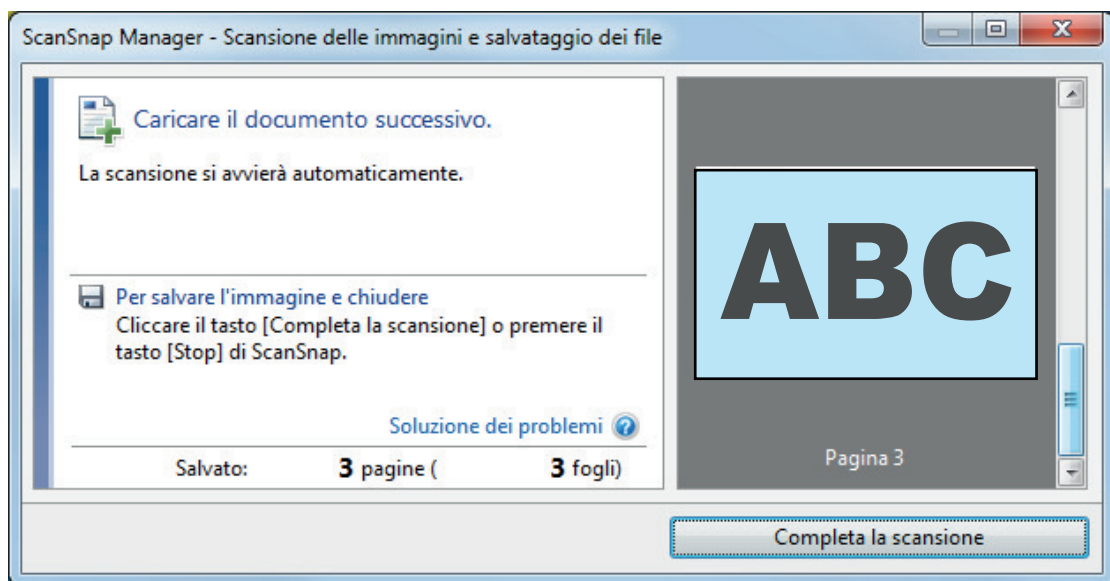 ScanSnap Manager - Scansione delle immagini e salvataggio dei file
Caricare il documento successivo.
La scansione si avvierà automaticamente.
Per salvare l'immagine e chiudere
Cliccare il tasto [Completa la scansione] o premere il
tasto [Stop] di ScanSnap.
Soluzione dei problemi
Salvato: 3 pagine ( 3 fogli)
ABC
Pagina 3
Completa la scansione